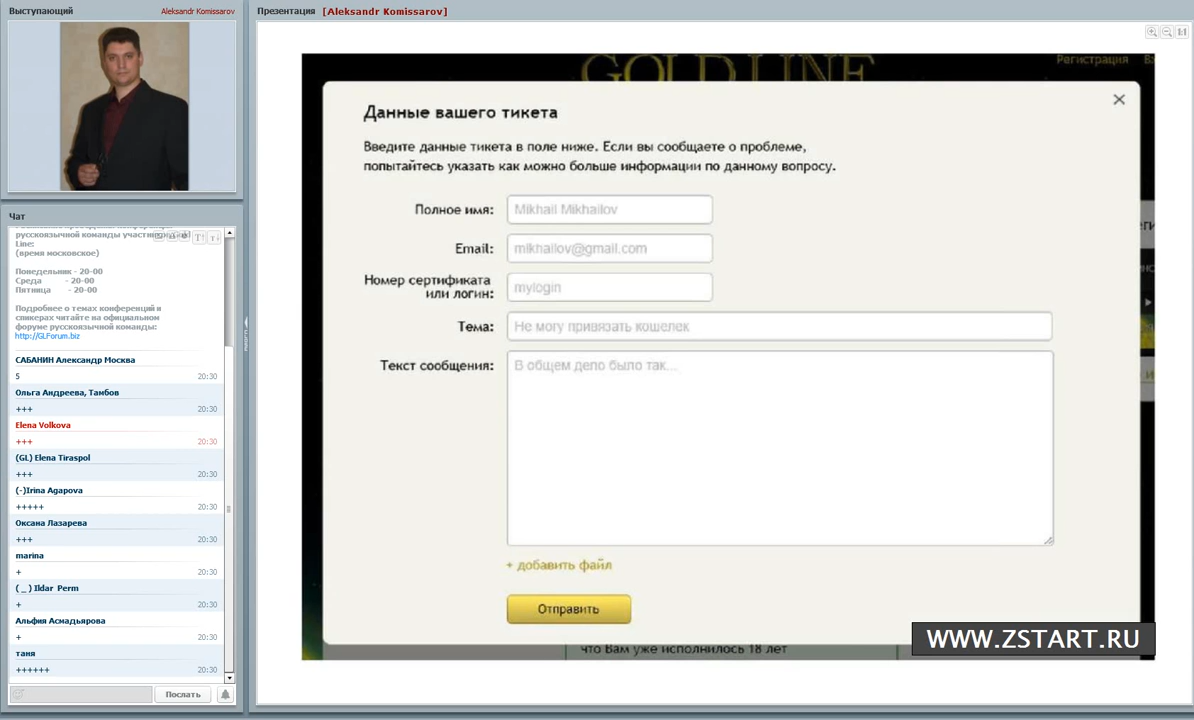 Выступающий
Aleksandr Komissarov
Чат
русскоязычной команды
Line:
(время московское)
Понедельник - 20-00
Среда - 20-00
Пятница - 20-00
Подробнее о темах конференций и
спикерах читайте на официальном
форуме русскоязычной команды:
http://GLForum.biz
САБАНИН Александр Москва
5 20:30
Ольга Андреева, Тамбов
+++ 20:30
Elena Volkova
+++ 20:30
(GL) Elena Tiraspol
+++ 20:30
(-)Irina Agapova
+++++ 20:30
Оксана Лазарева
+++ 20:30
marina
+ 20:30
( _ ) Ildar Perm
+ 20:30
Альфия Асмадьярова
+ 20:30
таня
++++++ 20:30
Послать
Презентация [Aleksandr Komissarov]
GOLD LINE
Регистрация
Данные вашего тикета
Введите данные тикета в поле ниже. Если вы сообщаете о проблеме,
попытайтесь указать как можно больше информации по данному вопросу.
Полное имя: Mikhail Mikhailov
Email: mikhailov@gmail.com
Номер сертификата
или логин: mylogin
Тема: Не могу привязать кошелек
Текст сообщения: В общем дело было так...
+ добавить файл
Отправить
WWW.ZSTART.RU
что Вам уже исполнилось 18 лет